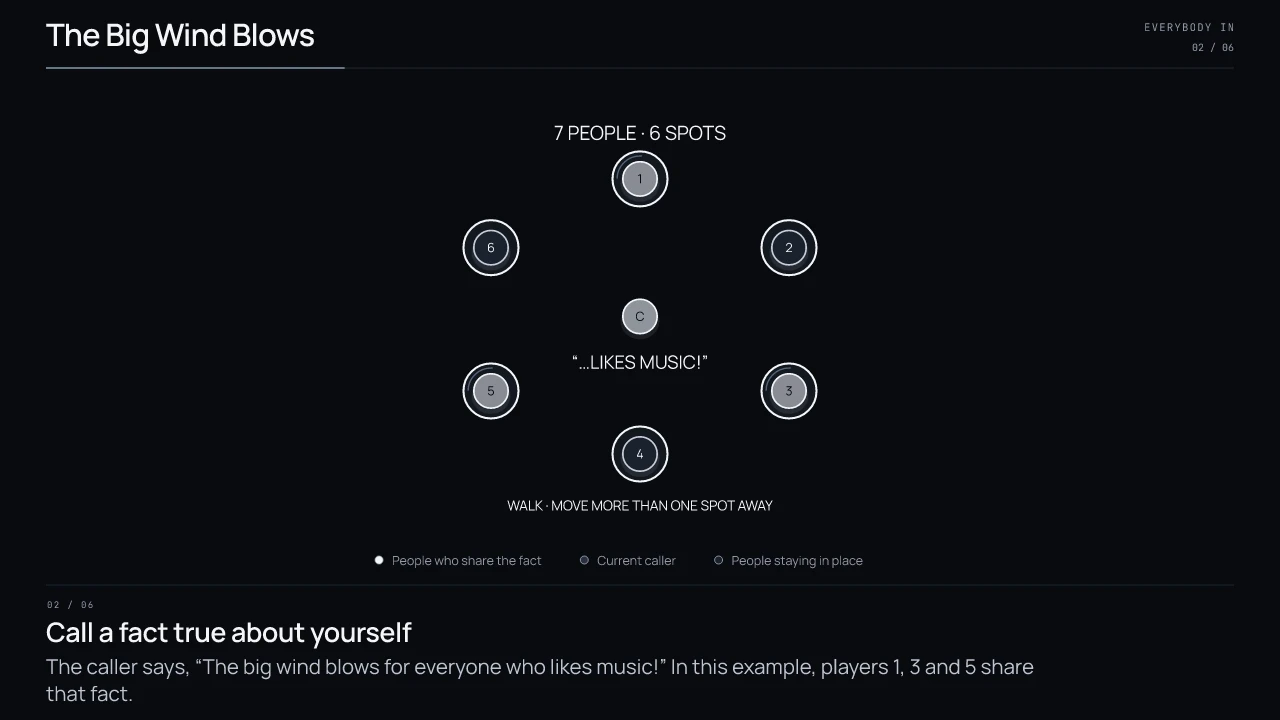 The Big Wind Blows
EVERYBODY IN
02 / 06
7 PEOPLE · 6 SPOTS
1
6
2
C
“...LIKES MUSIC!”
5
3
4
WALK · MOVE MORE THAN ONE SPOT AWAY
People who share the fact
Current caller
People staying in place
02 / 06
Call a fact true about yourself
The caller says, “The big wind blows for everyone who likes music!” In this example, players 1, 3 and 5 share
that fact.